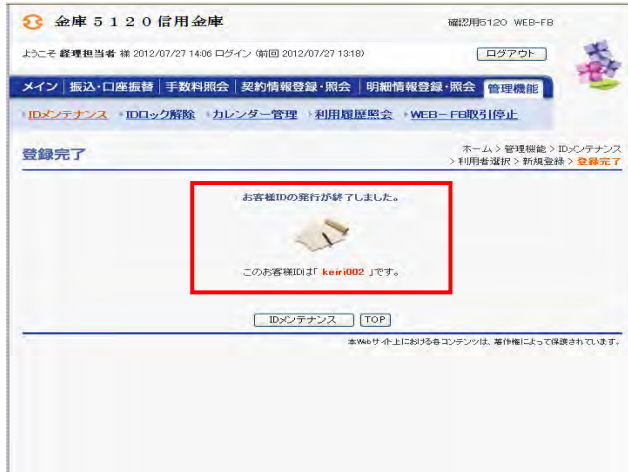 金庫5120信用金庫
確認用5120 WEB-FB
ようこそ 経理担当者 様 2012/07/27 14:06 ログイン (前回 2012/07/27 13:18)
ログアウト
メイン 振込・口座振替 手数料照会 契約情報登録・照会 明細情報登録・照会 管理機能
IDメンテナンス IDロック解除 カレンダー管理 利用履歴照会 WEB-FB取引停止
登録完了
ホーム > 管理機能 > IDメンテナンス
> 利用者選択 > 新規登録 > 登録完了
お客様IDの発行が終了しました。
このお客様IDは「 keiri002 」です。
IDメンテナンス TOP
本Webサイト上における各コンテンツは、著作権によって保護されています。